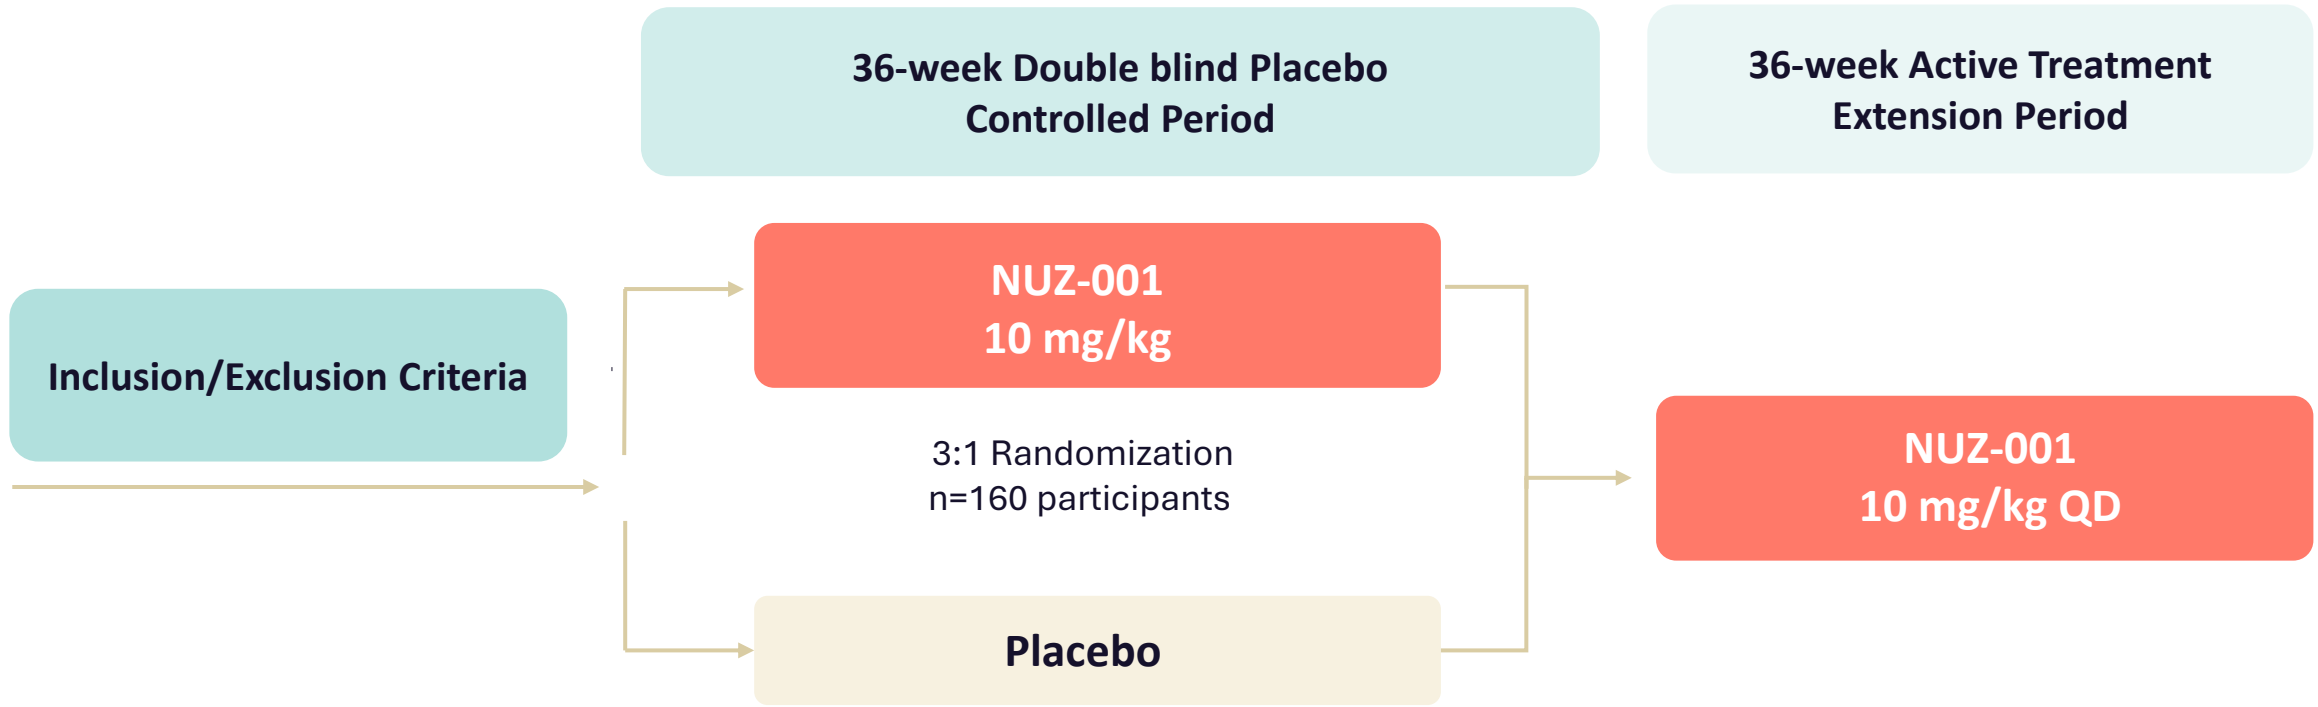 36-week Double blind Placebo
Controlled Period
36-week Active Treatment
Extension Period
Inclusion/Exclusion Criteria
NUZ-001
10 mg/kg
3:1 Randomization
n=160 participants
Placebo
NUZ-001
10 mg/kg QD